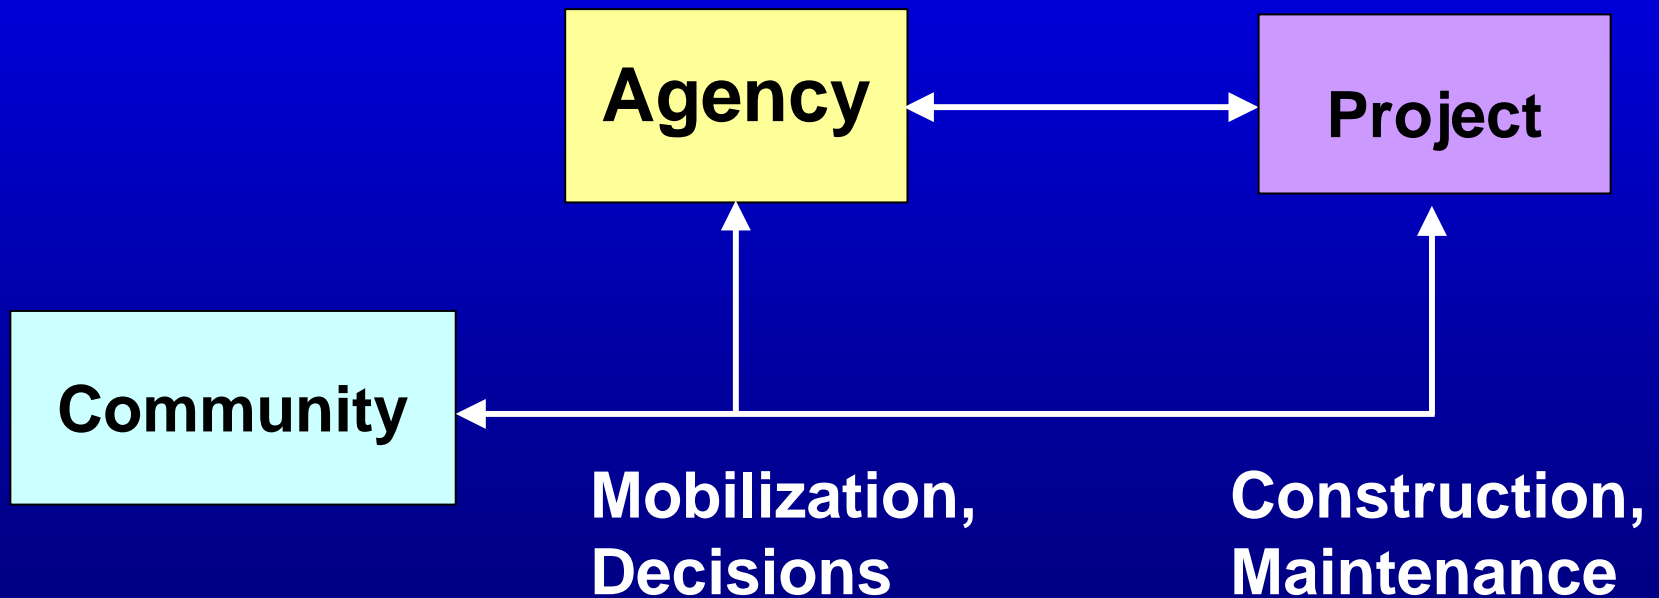 Agency
Project
Community
Mobilization,
Decisions
Construction,
Maintenance